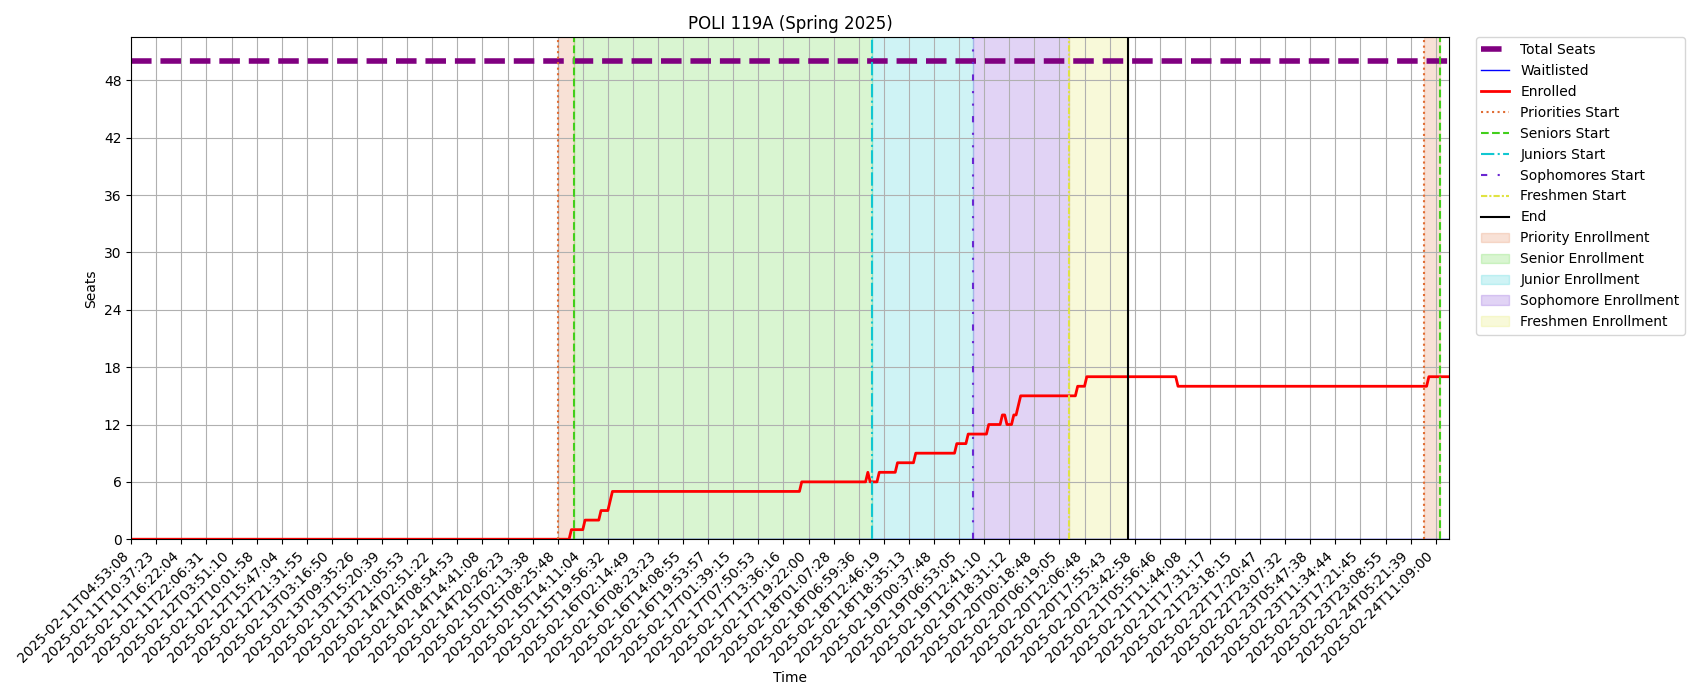 POLI 119A (Spring 2025)
Seats
48
42
36
30
24
18
12
6
0
2025-02-11T04:53:08
2025-02-11T10:37:23
2025-02-11T16:22:04
2025-02-11T22:06:31
2025-02-12T03:51:10
2025-02-12T10:01:58
2025-02-12T15:47:04
2025-02-12T21:31:55
2025-02-13T03:16:50
2025-02-13T09:35:26
2025-02-13T15:20:39
2025-02-13T21:05:53
2025-02-14T02:51:22
2025-02-14T08:54:53
2025-02-14T14:41:08
2025-02-14T20:26:23
2025-02-15T02:13:38
2025-02-15T08:25:48
2025-02-15T14:11:04
2025-02-15T19:56:32
2025-02-16T02:14:49
2025-02-16T08:23:23
2025-02-16T14:08:55
2025-02-16T19:53:57
2025-02-17T01:39:15
2025-02-17T07:50:53
2025-02-17T13:36:16
2025-02-17T19:22:00
2025-02-18T01:07:28
2025-02-18T06:59:36
2025-02-18T12:46:19
2025-02-18T18:35:13
2025-02-19T00:37:48
2025-02-19T06:53:05
2025-02-19T12:41:10
2025-02-19T18:31:12
2025-02-20T00:18:48
2025-02-20T06:19:05
2025-02-20T12:06:48
2025-02-20T17:55:43
2025-02-20T23:42:58
2025-02-21T05:56:46
2025-02-21T11:44:08
2025-02-21T17:31:17
2025-02-21T23:18:15
2025-02-22T17:20:47
2025-02-22T23:07:32
2025-02-23T05:47:38
2025-02-23T11:34:44
2025-02-23T17:21:45
2025-02-23T23:08:55
2025-02-24T05:21:39
2025-02-24T11:09:00
Time
Total Seats
Waitlisted
Enrolled
Priorities Start
Seniors Start
Juniors Start
Sophomores Start
Freshmen Start
End
Priority Enrollment
Senior Enrollment
Junior Enrollment
Sophomore Enrollment
Freshmen Enrollment